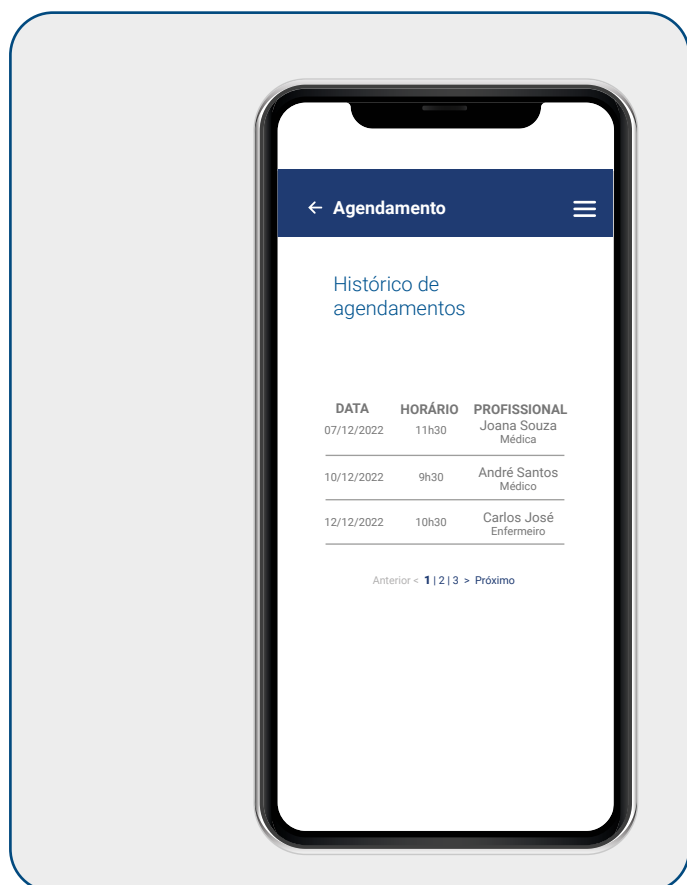 ← Agendamento
Histórico de
agendamentos
DATA HORÁRIO PROFISSIONAL
07/12/2022 11h30 Joana Souza
Médica
10/12/2022 9h30 André Santos
Médico
12/12/2022 10h30 Carlos José
Enfermeiro
Anterior < 1 | 2 | 3 > Próximo